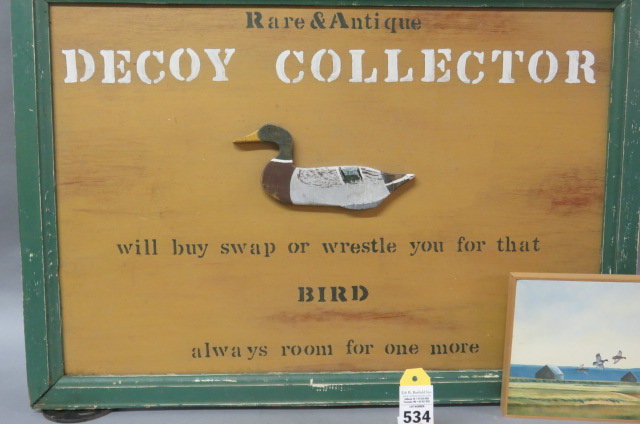 Rare & Antique
DECOY COLLECTOR
will buy swap or wrestle you for that
BIRD
always room for one more
534